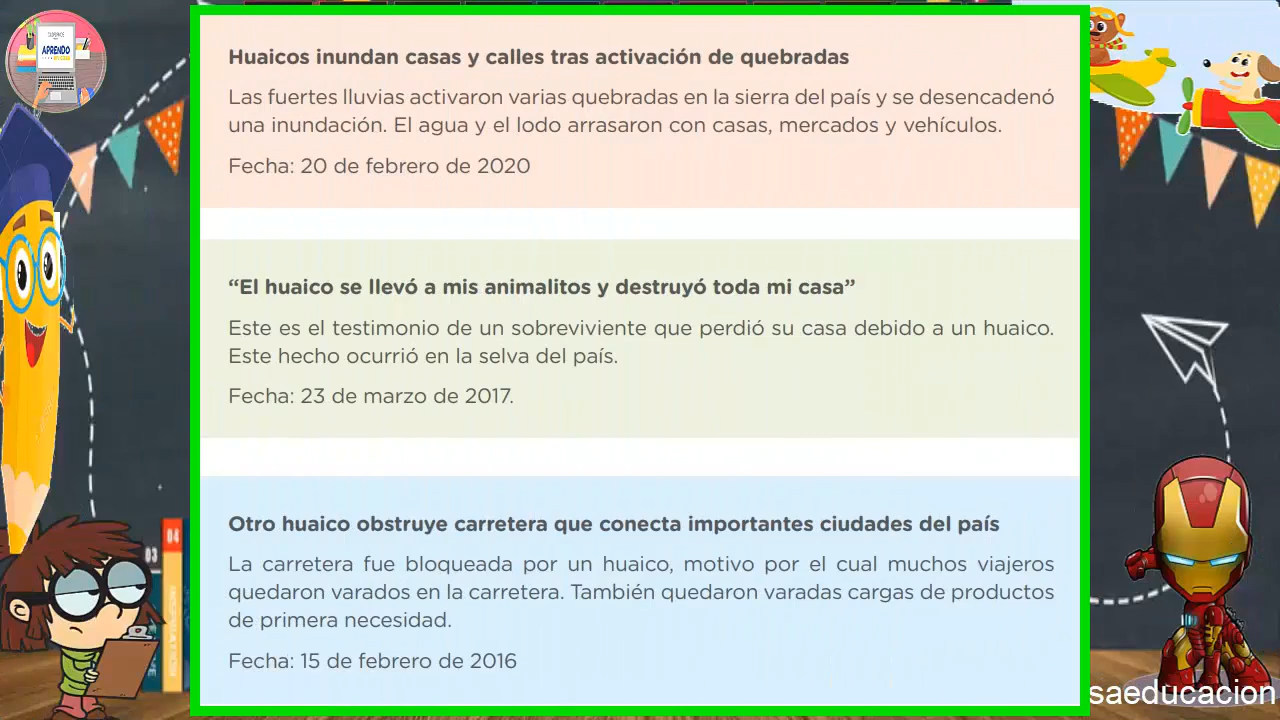 APRENDO
Huaicos inundan casas y calles tras activación de quebradas
Las fuertes lluvias activaron varias quebradas en la sierra del país y se desencadenó
una inundación. El agua y el lodo arrasaron con casas, mercados y vehículos.
Fecha: 20 de febrero de 2020
“El huaico se llevó a mis animalitos y destruyó toda mi casa”
Este es el testimonio de un sobreviviente que perdió su casa debido a un huaico.
Este hecho ocurrió en la selva del país.
Fecha: 23 de marzo de 2017.
Otro huaico obstruye carretera que conecta importantes ciudades del país
La carretera fue bloqueada por un huaico, motivo por el cual muchos viajeros
quedaron varados en la carretera. También quedaron varadas cargas de productos
de primera necesidad.
Fecha: 15 de febrero de 2016
03
04
saeducacion